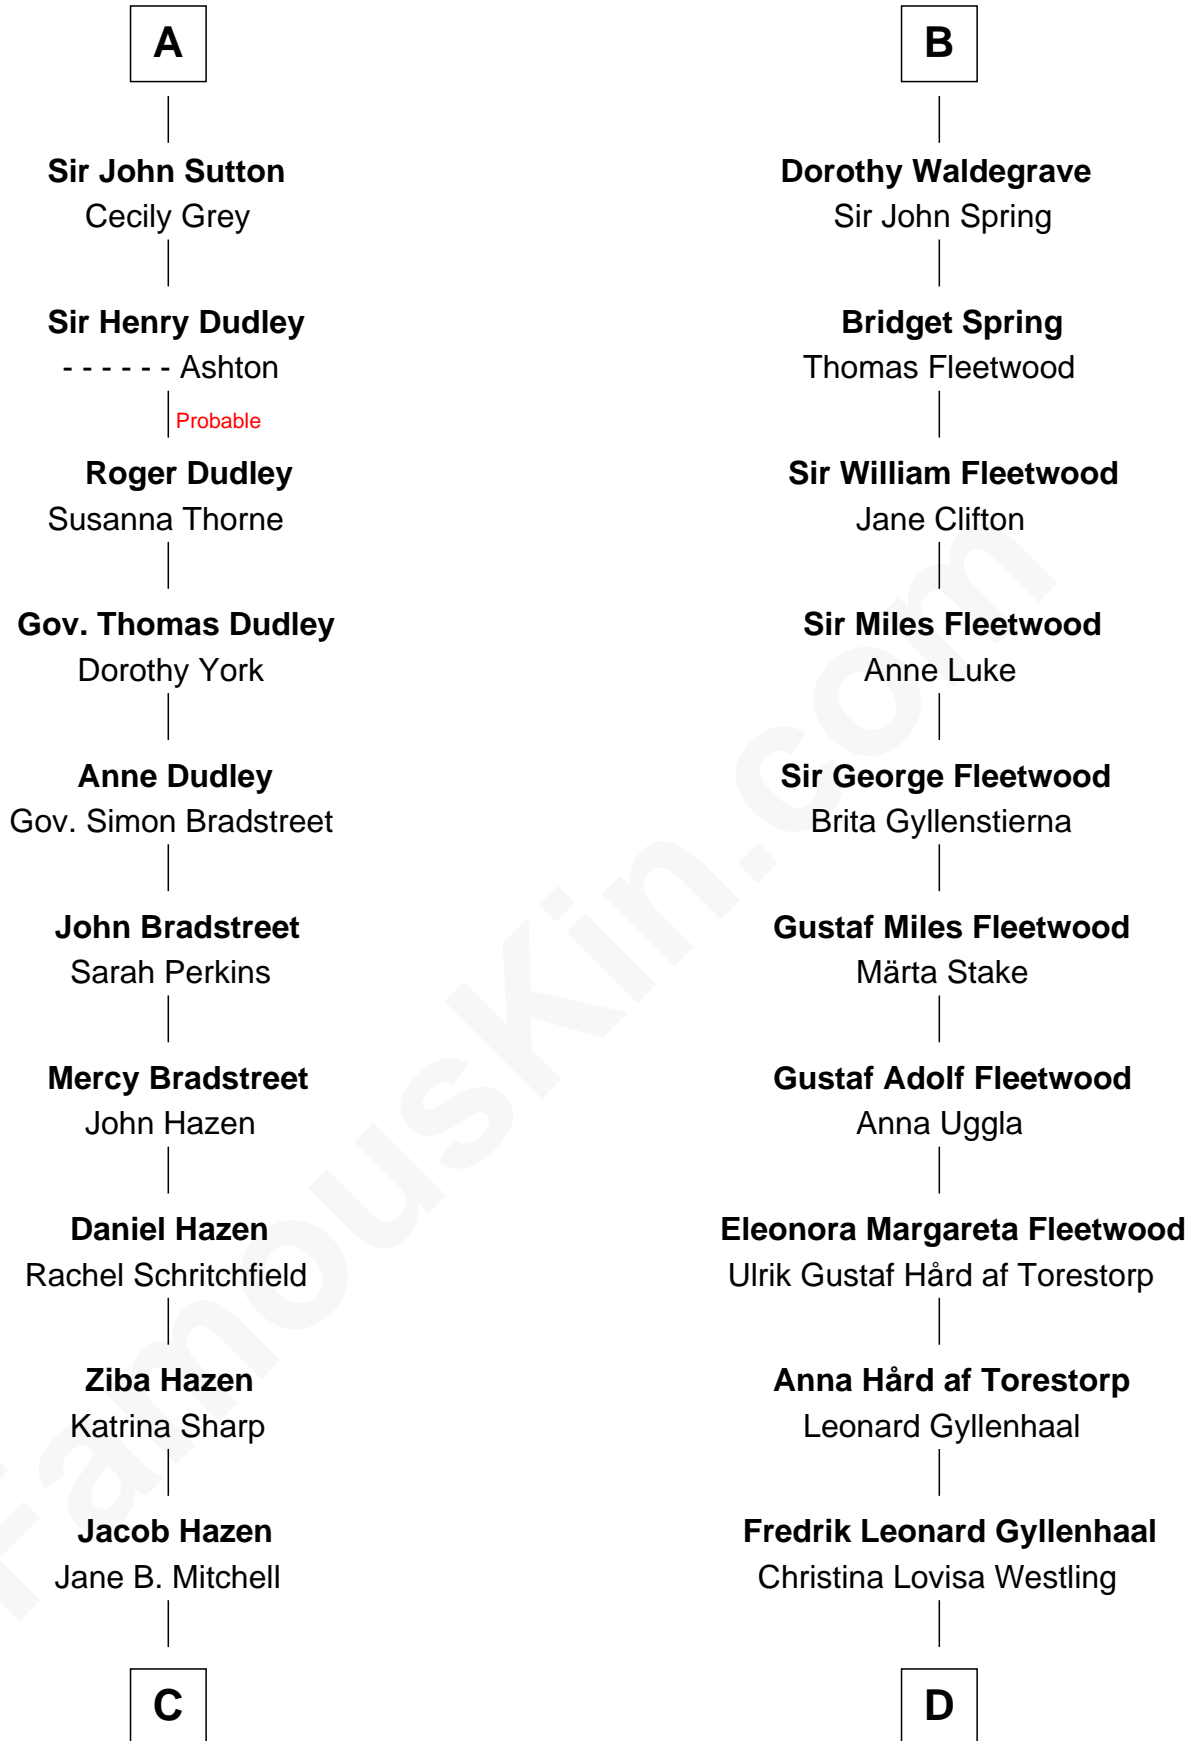 A
Sir John Sutton
Cecily Grey
Sir Henry Dudley
- - - - - - Ashton
Probable
Roger Dudley
Susanna Thorne
Gov. Thomas Dudley
Dorothy York
Anne Dudley
Gov. Simon Bradstreet
John Bradstreet
Sarah Perkins
Mercy Bradstreet
John Hazen
Daniel Hazen
Rachel Schritchfield
Ziba Hazen
Katrina Sharp
Jacob Hazen
Jane B. Mitchell
C
B
Dorothy Waldegrave
Sir John Spring
Bridget Spring
Thomas Fleetwood
Sir William Fleetwood
Jane Clifton
Sir Miles Fleetwood
Anne Luke
Sir George Fleetwood
Brita Gyllenstierna
Gustaf Miles Fleetwood
Märta Stake
Gustaf Adolf Fleetwood
Anna Uggla
Eleonora Margareta Fleetwood
Ulrik Gustaf Hård af Torestorp
Anna Hård af Torestorp
Leonard Gyllenhaal
Fredrik Leonard Gyllenhaal
Christina Lovisa Westling
D
FamousKin.com